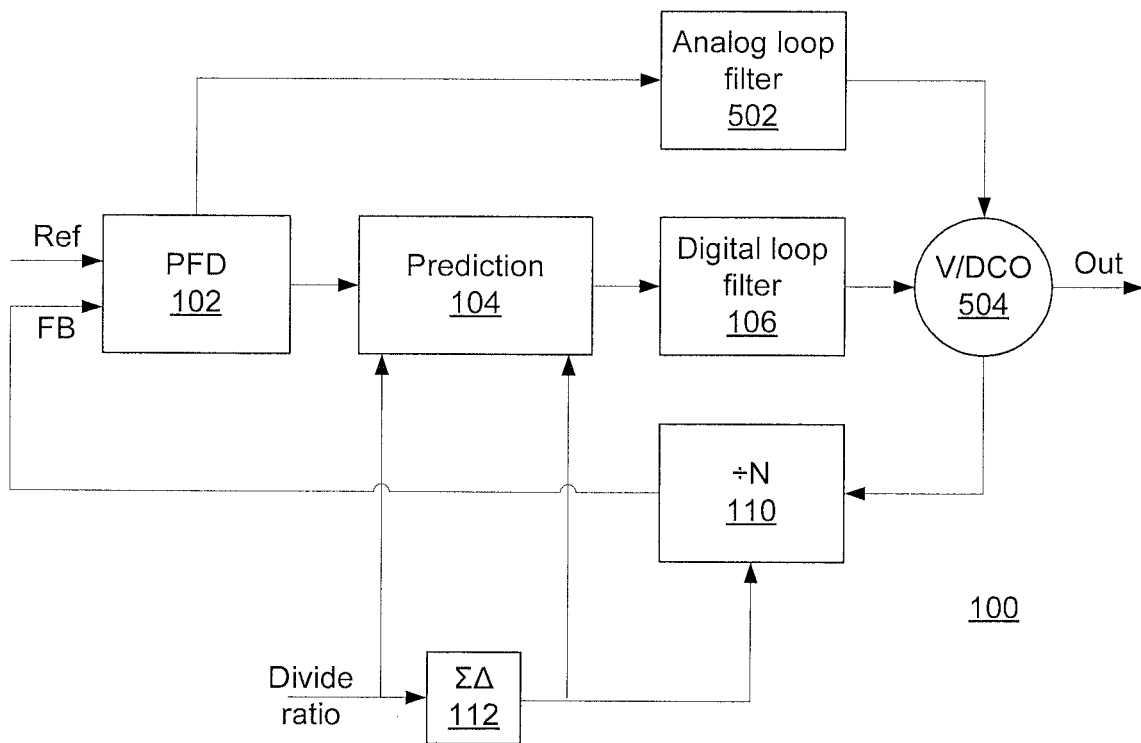 Analog loop
filter
502
Ref
FB
PFD
102
Prediction
104
Digital loop
filter
106
V/DCO
504
Out
÷N
110
100
Divide
ratio
ΣΔ
112